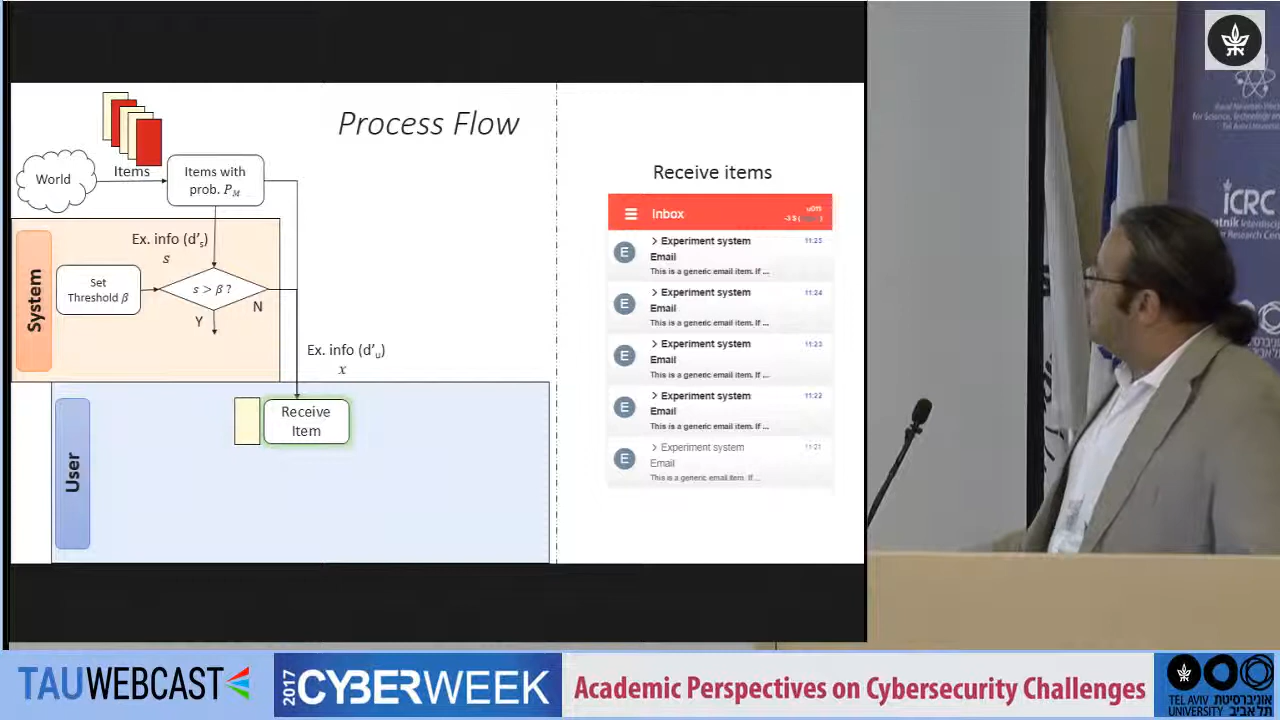 Process Flow
World
Items
Items with
prob. P_M
System
Ex. info (d'ₛ)
s
Set
Threshold β
s > β ?
Y
N
Ex. info (d'ᵤ)
x
User
Receive
Item
Receive items
Inbox
> Experiment system 11:25
Email
This is a generic email item. If ...
> Experiment system 11:24
Email
This is a generic email item. If ...
> Experiment system 11:23
Email
This is a generic email item. If ...
> Experiment system 11:22
Email
This is a generic email item. If ...
> Experiment system 11:21
Email
This is a generic email item. If ...
E
E
E
E
E
iCRC
TAUWEBCAST
2017 CYBERWEEK
Academic Perspectives on Cybersecurity Challenges
TEL AVIV UNIVERSITY
אוניברסיטת תל אביב